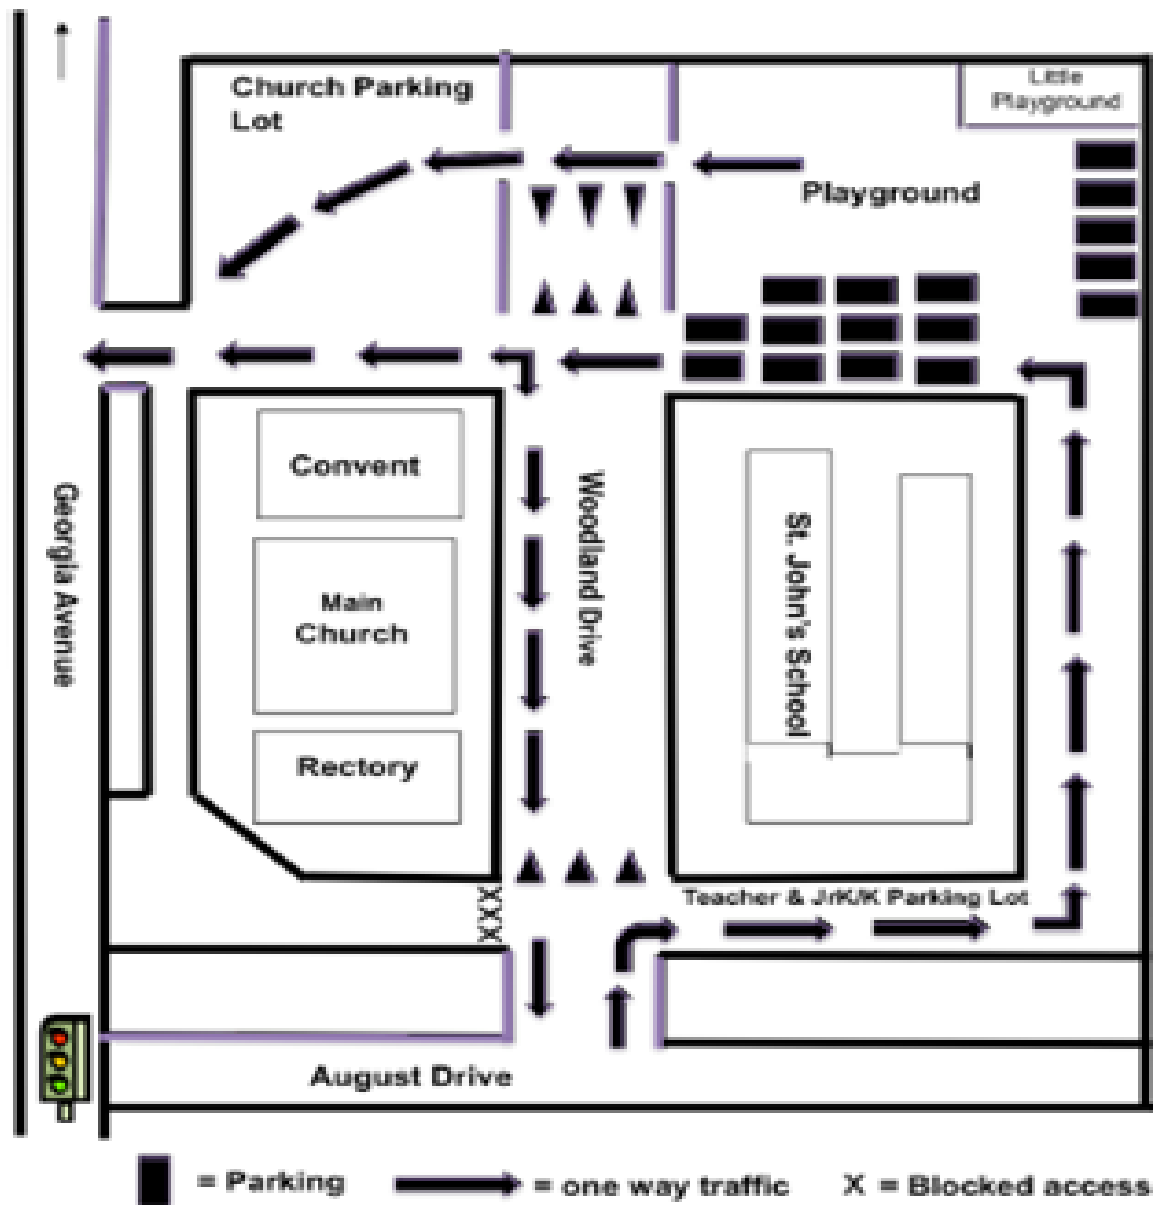 Church Parking
Lot
Little
Playground
Playground
Convent
Main
Church
Rectory
Georgia Avenue
Woodland Drive
St. John's School
Teacher & JrK/K Parking Lot
XXX
August Drive
= Parking
= one way traffic
X = Blocked access